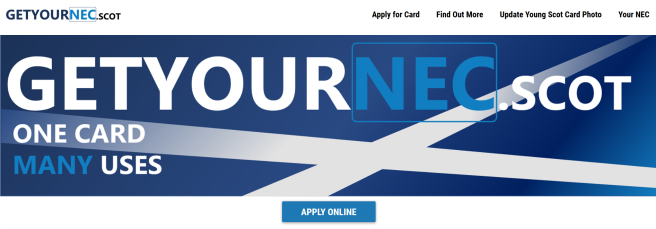 GETYOURNEC.SCOT
Apply for Card
Find Out More
Update Young Scot Card Photo
Your NEC
GETYOURNEC.SCOT
ONE CARD
MANY USES
APPLY ONLINE